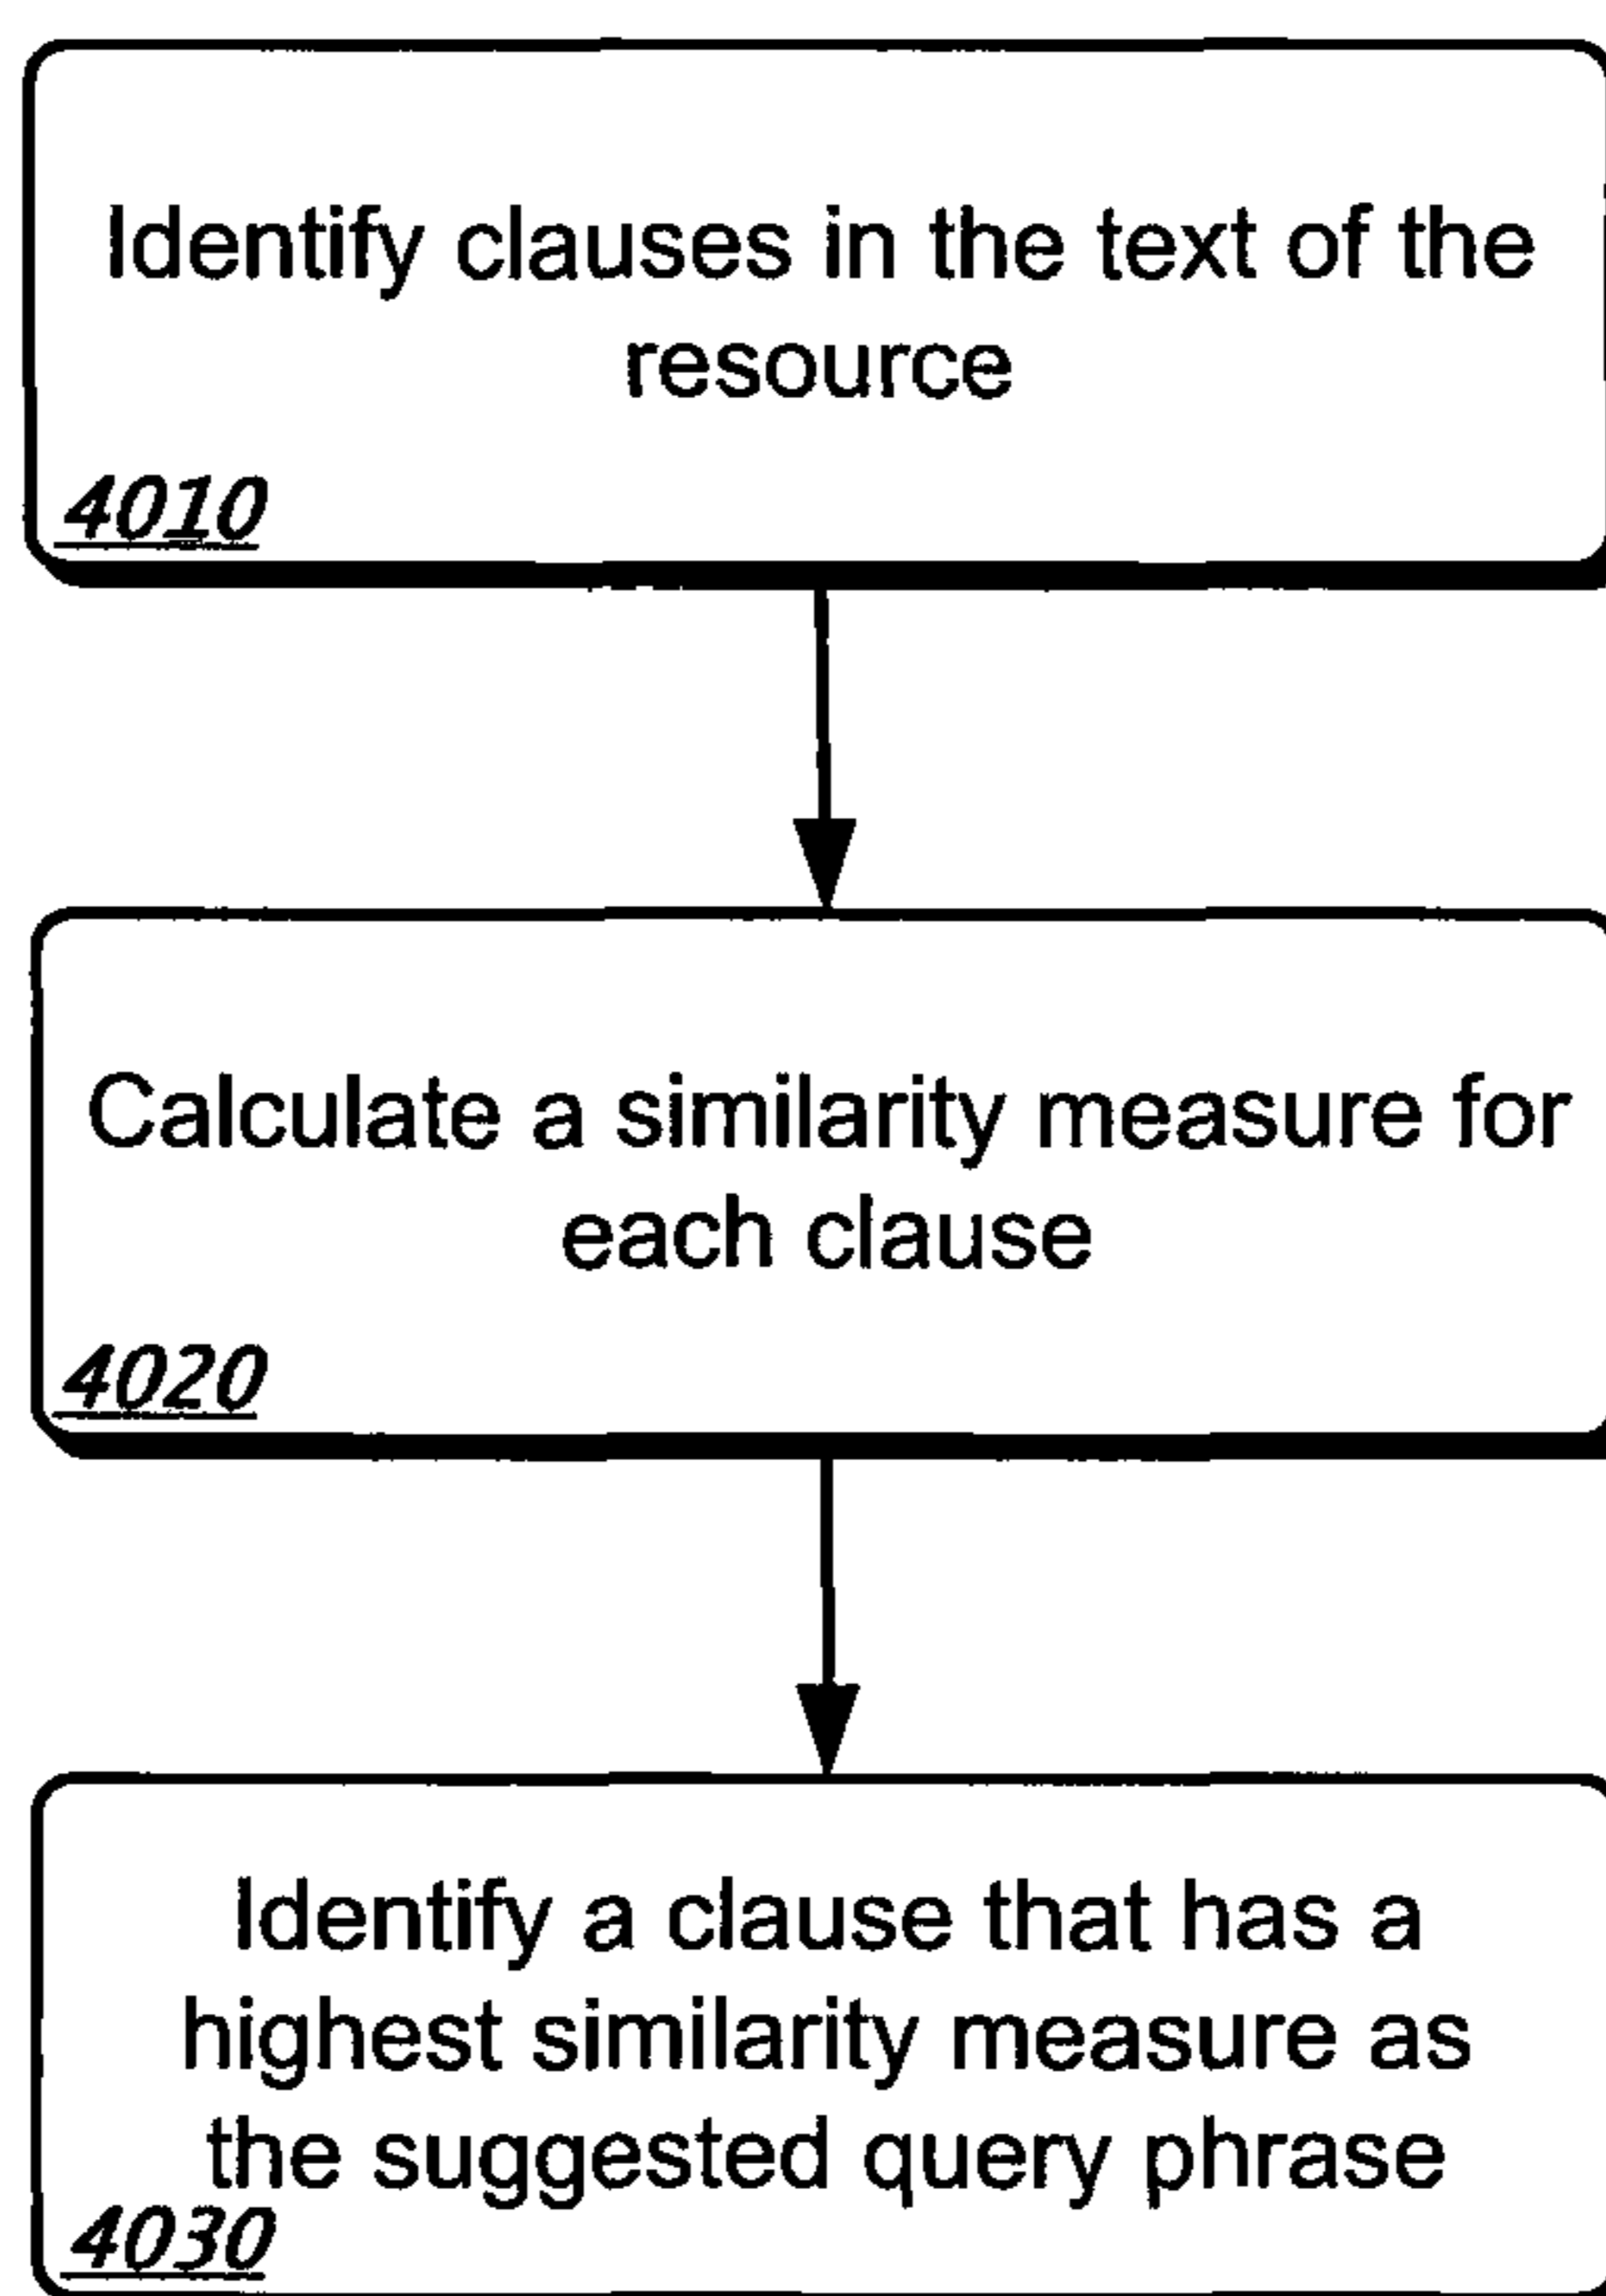 Identify clauses in the text of the
resource
4010
Calculate a similarity measure for
each clause
4020
Identify a clause that has a
highest similarity measure as
the suggested query phrase
4030